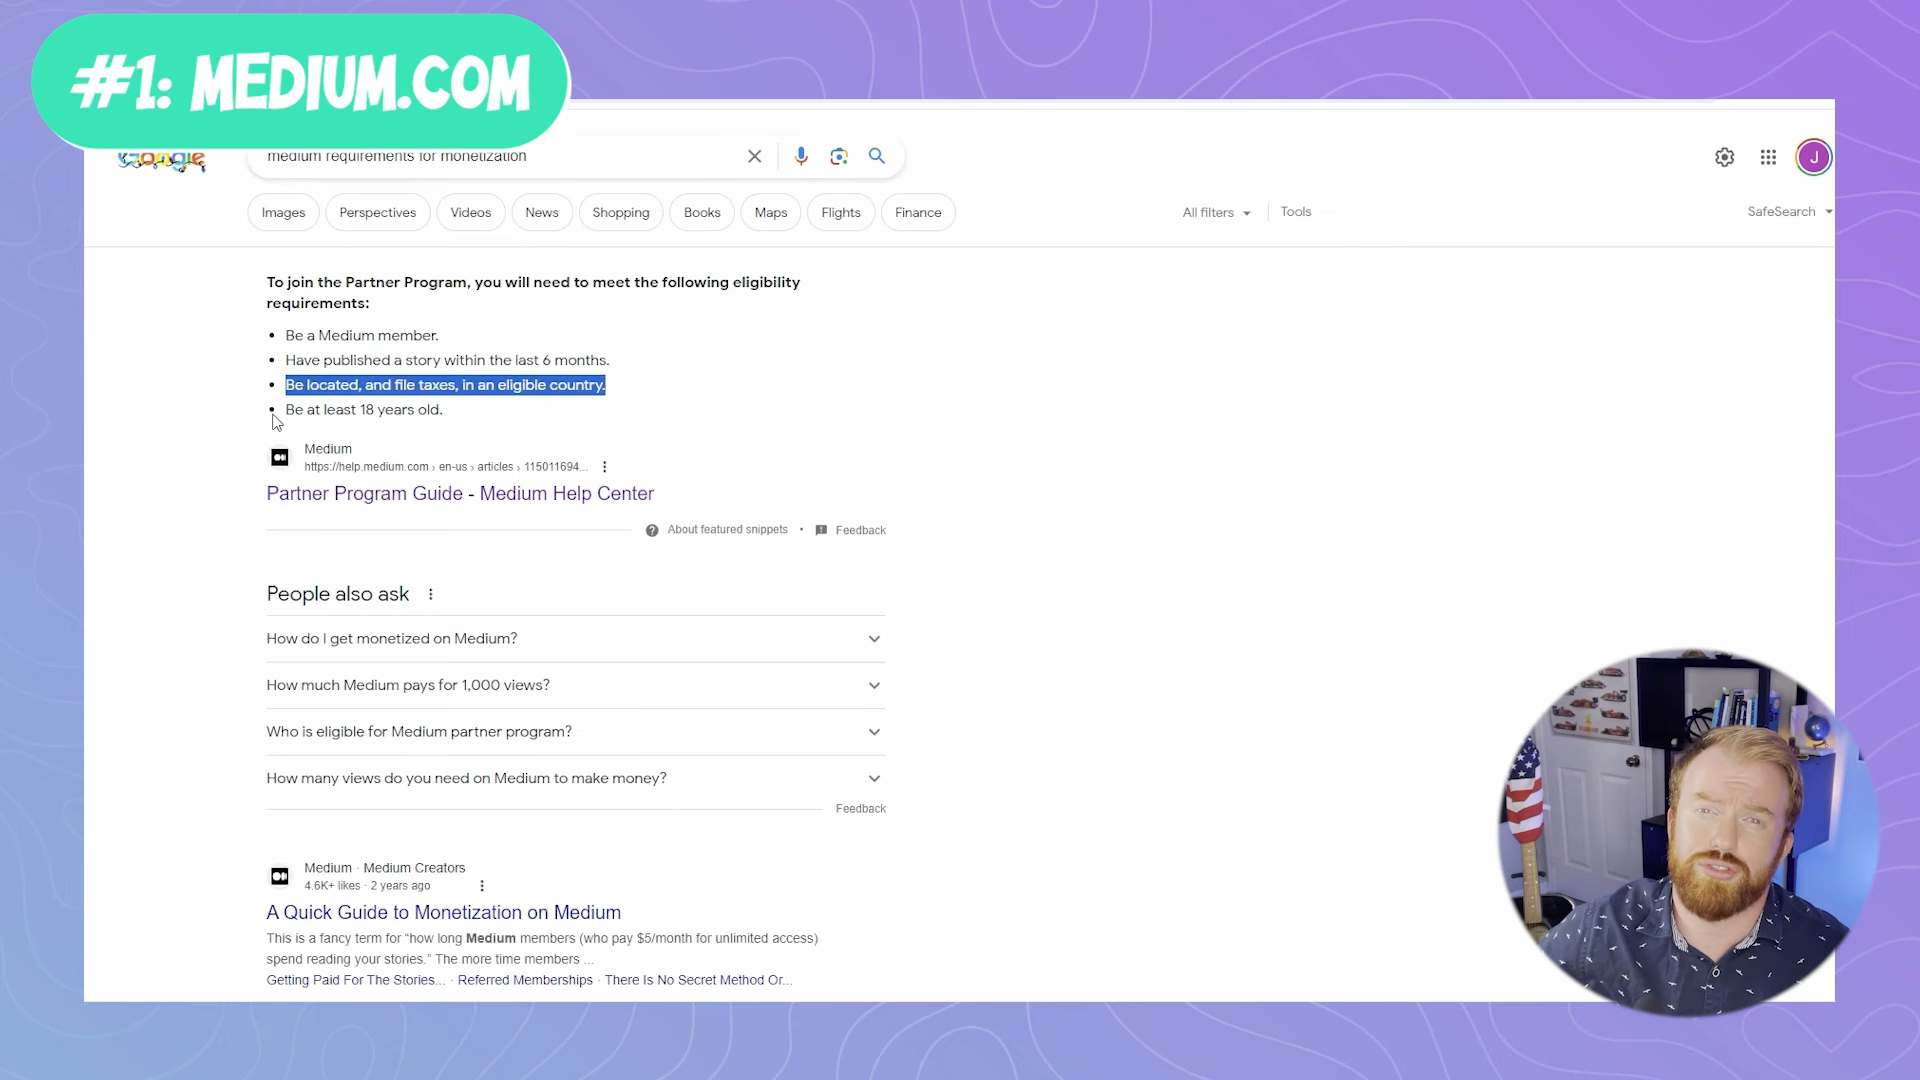 #1: MEDIUM.COM
Google
medium requirements for monetization
J
Images Perspectives Videos News Shopping Books Maps Flights Finance All filters Tools SafeSearch
To join the Partner Program, you will need to meet the following eligibility
requirements:
• Be a Medium member.
• Have published a story within the last 6 months.
• Be located, and file taxes, in an eligible country.
• Be at least 18 years old.
Medium
https://help.medium.com › en-us › articles › 115011694...
Partner Program Guide - Medium Help Center
About featured snippets • Feedback
People also ask
How do I get monetized on Medium?
How much Medium pays for 1,000 views?
Who is eligible for Medium partner program?
How many views do you need on Medium to make money?
Feedback
Medium · Medium Creators
4.6K+ likes · 2 years ago
A Quick Guide to Monetization on Medium
This is a fancy term for “how long Medium members (who pay $5/month for unlimited access)
spend reading your stories.” The more time members ...
Getting Paid For The Stories... · Referred Memberships · There Is No Secret Method Or...